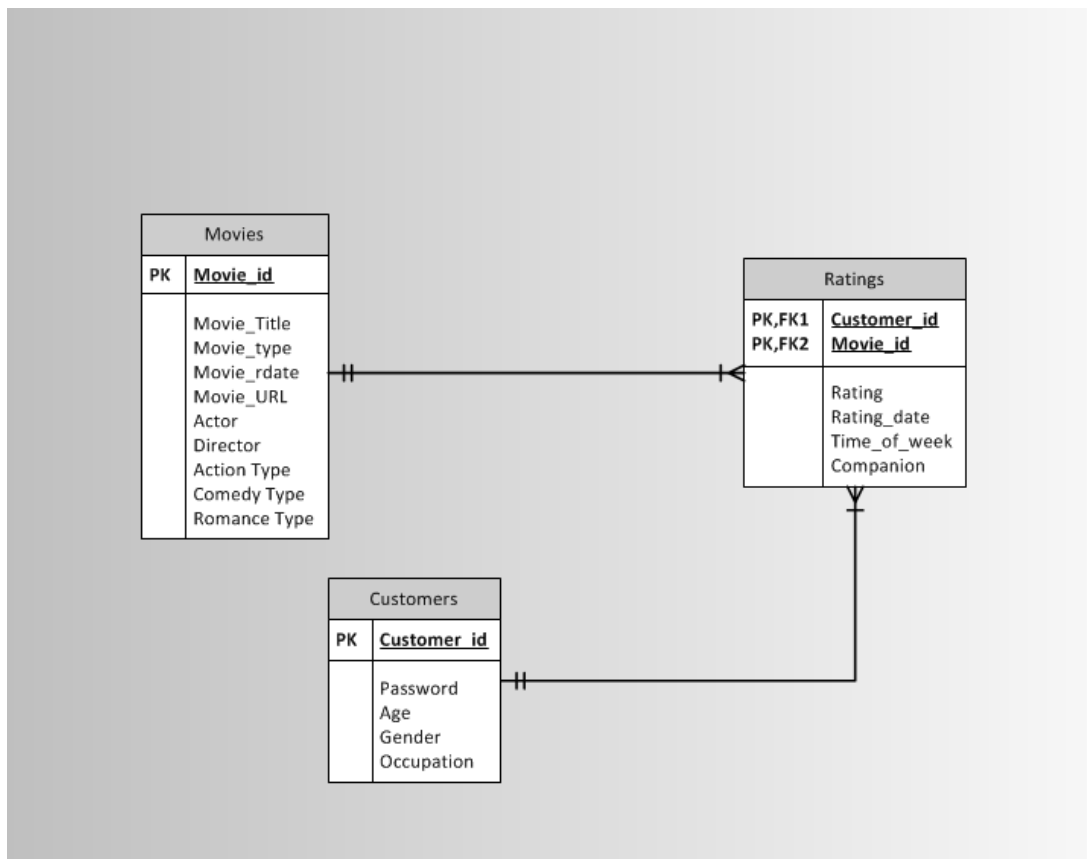 Movies
PK Movie_id
Movie_Title
Movie_type
Movie_rdate
Movie_URL
Actor
Director
Action Type
Comedy Type
Romance Type
Ratings
PK,FK1 Customer_id
PK,FK2 Movie_id
Rating
Rating_date
Time_of_week
Companion
Customers
PK Customer_id
Password
Age
Gender
Occupation